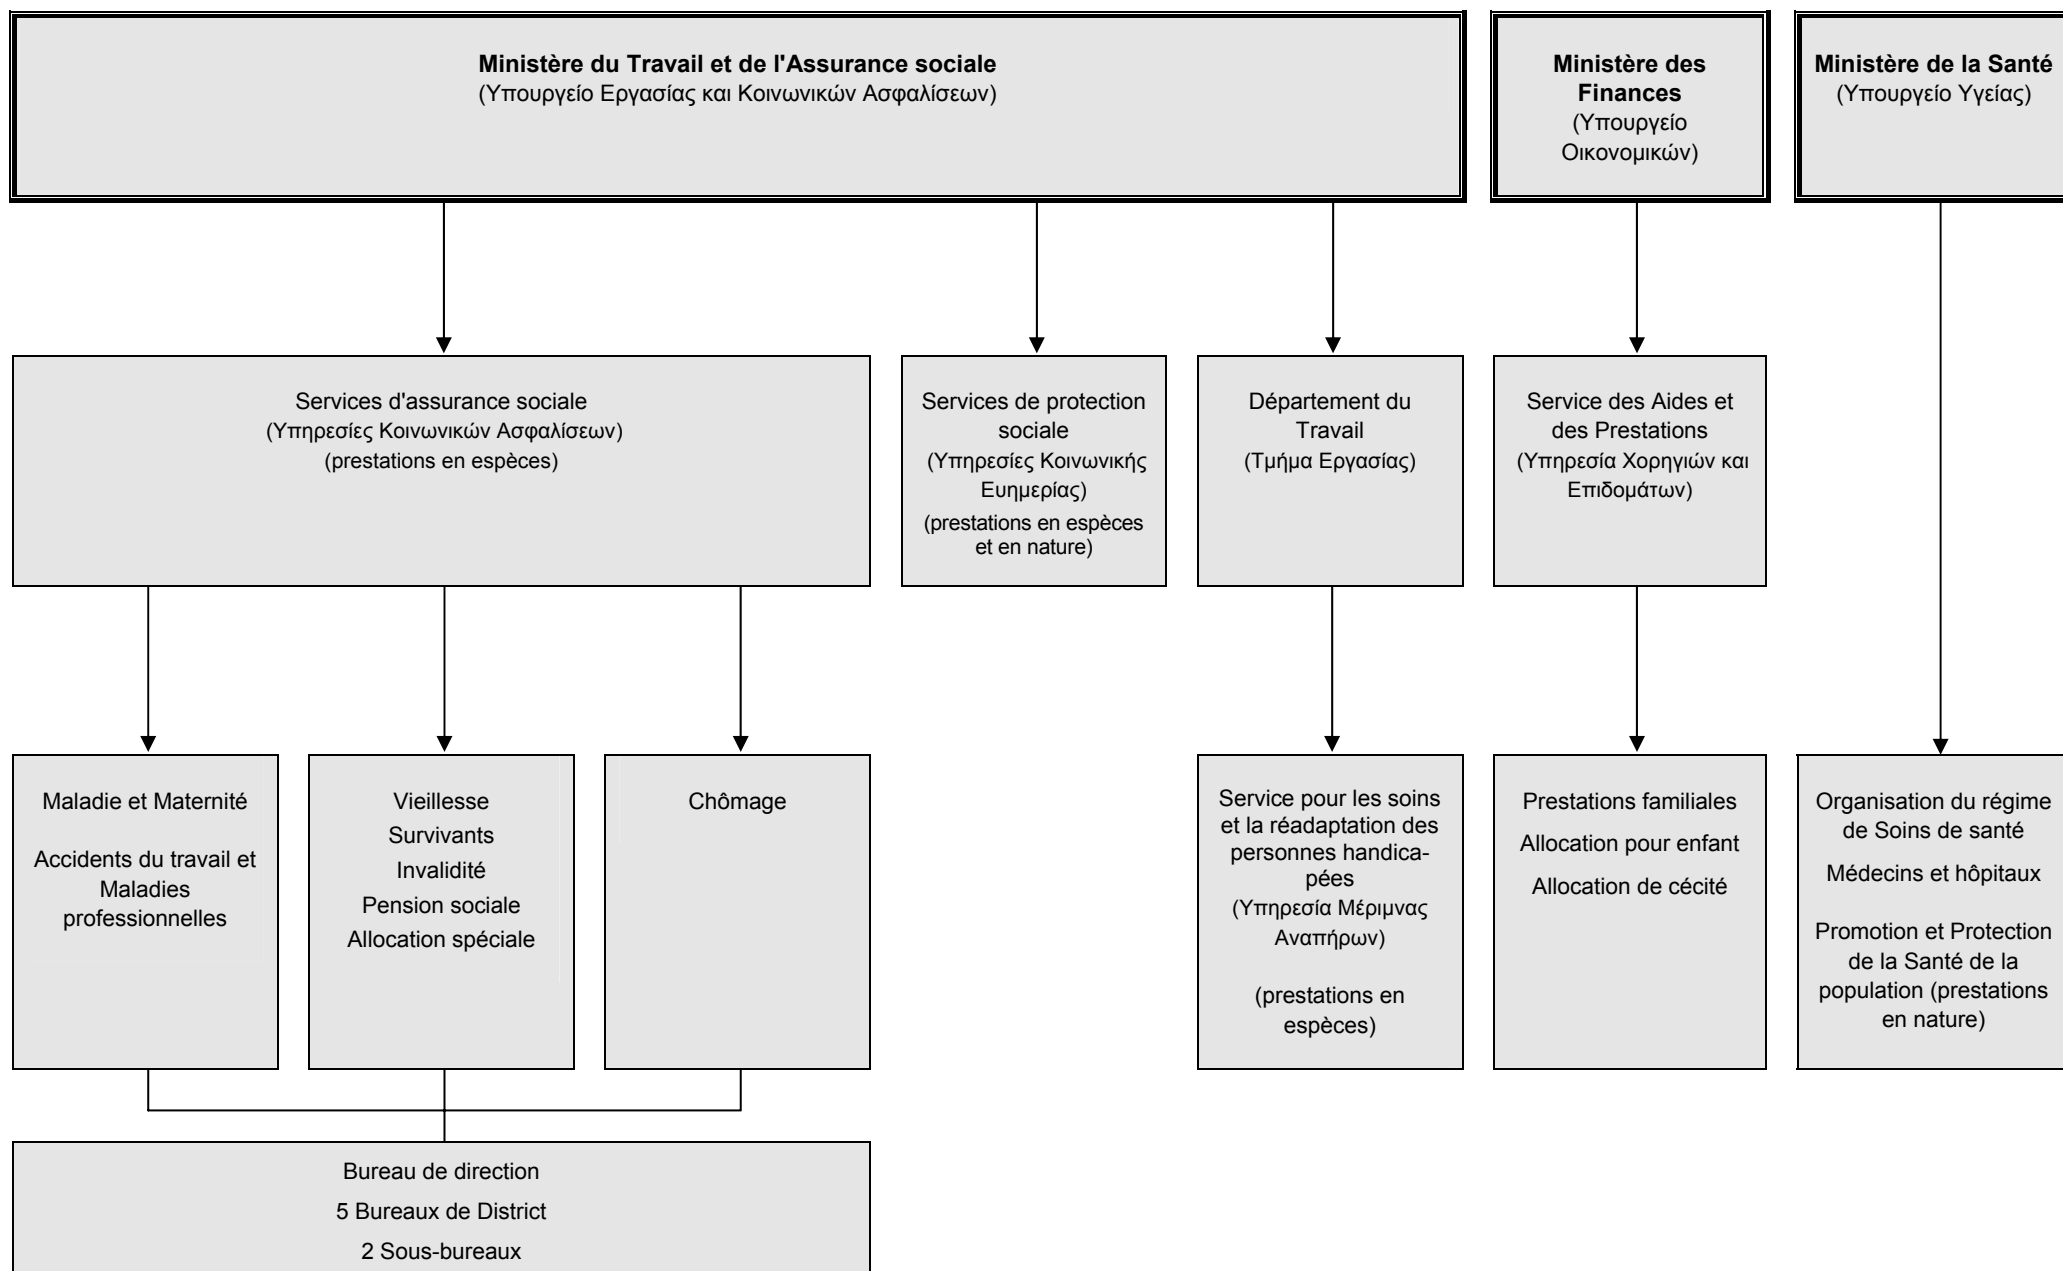 Ministère du Travail et de l'Assurance sociale
(Υπουργείο Εργασίας και Κοινωνικών Ασφαλίσεων)
Ministère des
Finances
(Υπουργείο
Οικονομικών)
Ministère de la Santé
(Υπουργείο Υγείας)
Services d'assurance sociale
(Υπηρεσίες Κοινωνικών Ασφαλίσεων)
(prestations en espèces)
Services de protection
sociale
(Υπηρεσίες Κοινωνικής
Ευημερίας)
(prestations en espèces
et en nature)
Département du
Travail
(Τμήμα Εργασίας)
Service des Aides et
des Prestations
(Υπηρεσία Χορηγιών και
Επιδομάτων)
Maladie et Maternité
Accidents du travail et
Maladies
professionnelles
Vieillesse
Survivants
Invalidité
Pension sociale
Allocation spéciale
Chômage
Service pour les soins
et la réadaptation des
personnes handica-
pées
(Υπηρεσία Μέριμνας
Αναπήρων)
(prestations en
espèces)
Prestations familiales
Allocation pour enfant
Allocation de cécité
Organisation du régime
de Soins de santé
Médecins et hôpitaux
Promotion et Protection
de la Santé de la
population (prestations
en nature)
Bureau de direction
5 Bureaux de District
2 Sous-bureaux